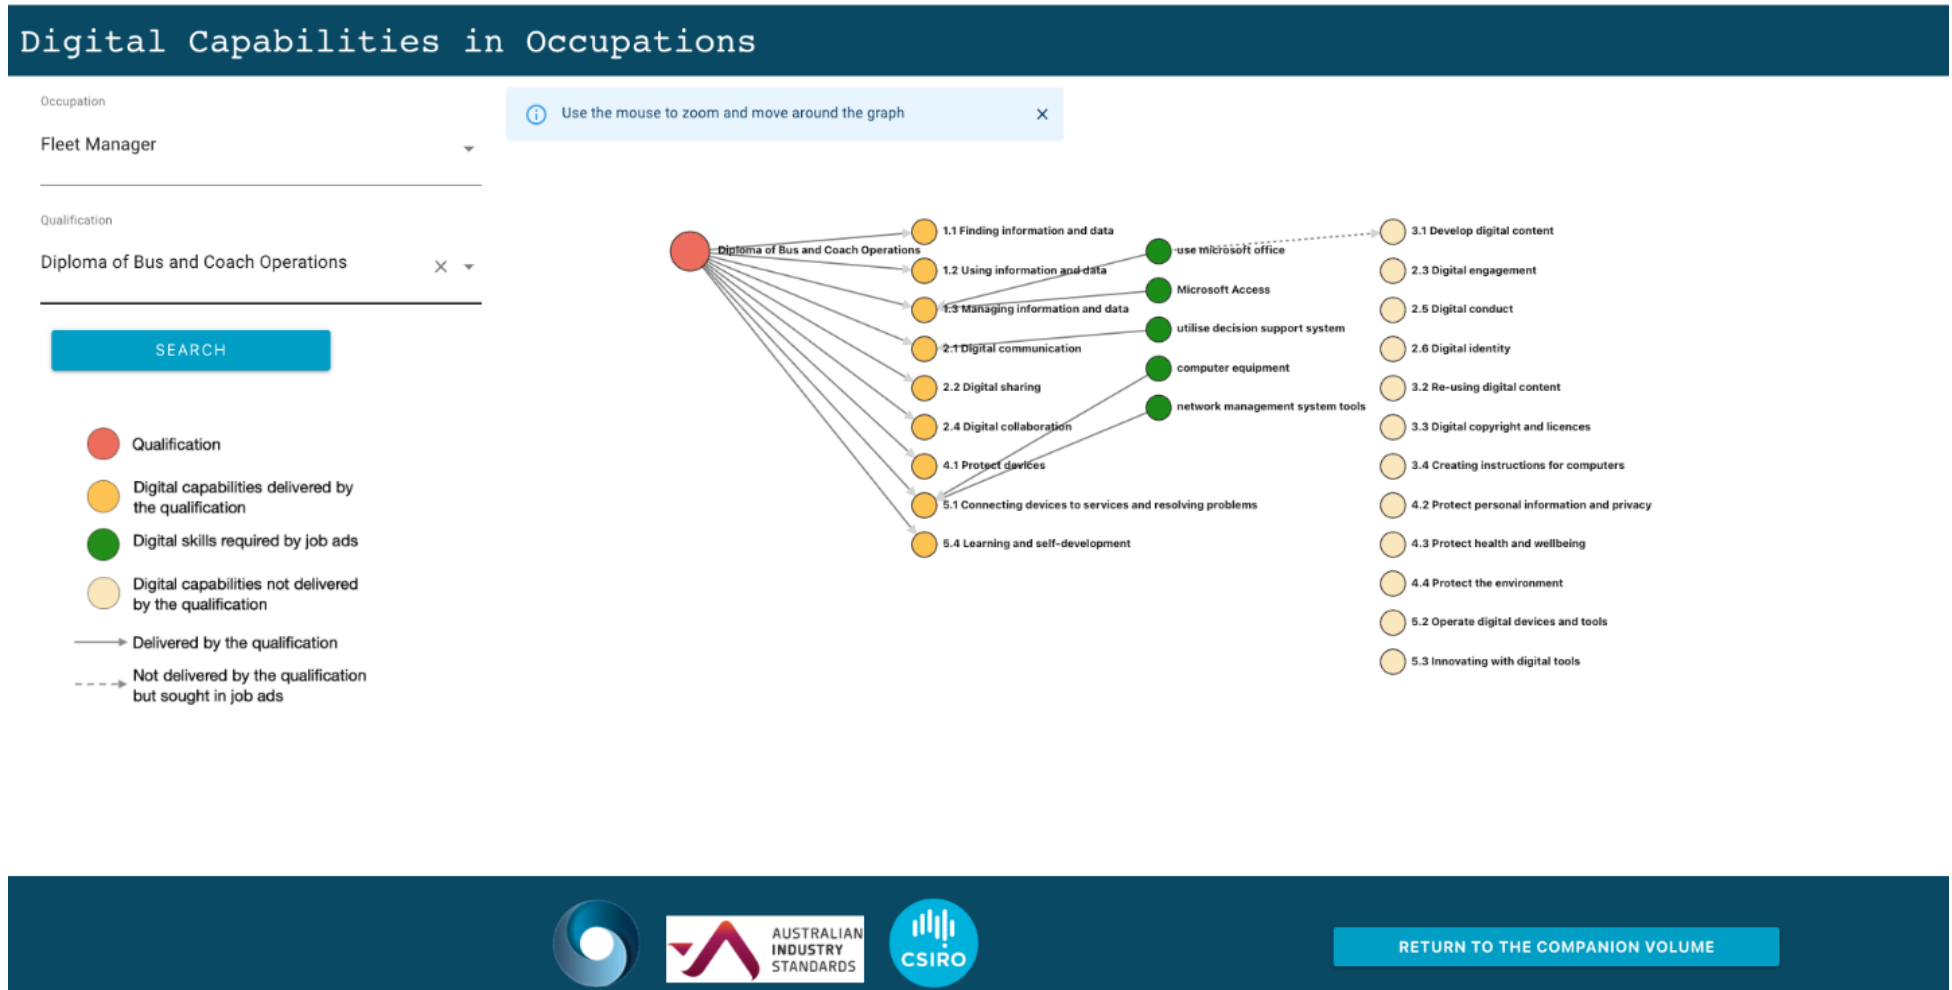 Digital Capabilities in Occupations
Occupation
Fleet Manager
Use the mouse to zoom and move around the graph
Qualification
Diploma of Bus and Coach Operations
SEARCH
Qualification
Digital capabilities delivered by
the qualification
Digital skills required by job ads
Digital capabilities not delivered
by the qualification
Delivered by the qualification
Not delivered by the qualification
but sought in job ads
Diploma of Bus and Coach Operations
1.1 Finding information and data
1.2 Using information and data
1.3 Managing information and data
2.1 Digital communication
2.2 Digital sharing
2.4 Digital collaboration
4.1 Protect devices
5.1 Connecting devices to services and resolving problems
5.4 Learning and self-development
use microsoft office
Microsoft Access
utilise decision support system
computer equipment
network management system tools
3.1 Develop digital content
2.3 Digital engagement
2.5 Digital conduct
2.6 Digital identity
3.2 Re-using digital content
3.3 Digital copyright and licences
3.4 Creating instructions for computers
4.2 Protect personal information and privacy
4.3 Protect health and wellbeing
4.4 Protect the environment
5.2 Operate digital devices and tools
5.3 Innovating with digital tools
AUSTRALIAN
INDUSTRY
STANDARDS
CSIRO
RETURN TO THE COMPANION VOLUME